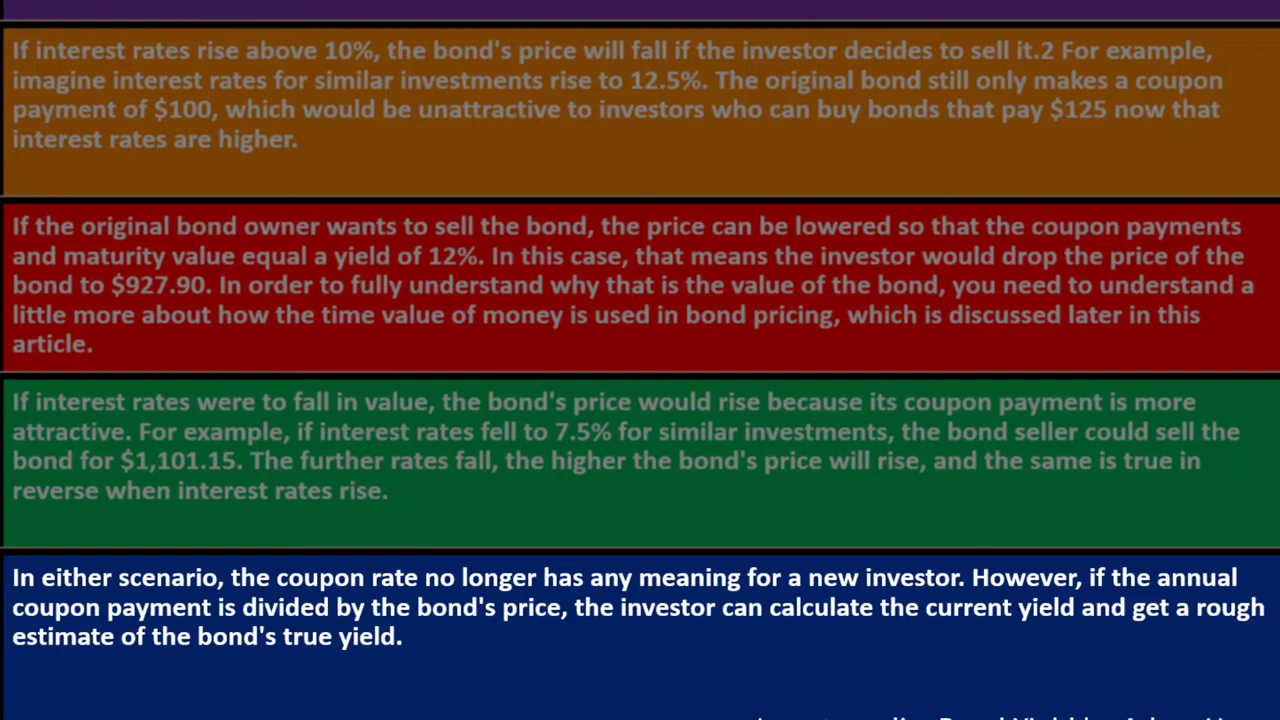 If interest rates rise above 10%, the bond's price will fall if the investor decides to sell it.2 For example,
imagine interest rates for similar investments rise to 12.5%. The original bond still only makes a coupon
payment of $100, which would be unattractive to investors who can buy bonds that pay $125 now that
interest rates are higher.
If the original bond owner wants to sell the bond, the price can be lowered so that the coupon payments
and maturity value equal a yield of 12%. In this case, that means the investor would drop the price of the
bond to $927.90. In order to fully understand why that is the value of the bond, you need to understand a
little more about how the time value of money is used in bond pricing, which is discussed later in this
article.
If interest rates were to fall in value, the bond's price would rise because its coupon payment is more
attractive. For example, if interest rates fell to 7.5% for similar investments, the bond seller could sell the
bond for $1,101.15. The further rates fall, the higher the bond's price will rise, and the same is true in
reverse when interest rates rise.
In either scenario, the coupon rate no longer has any meaning for a new investor. However, if the annual
coupon payment is divided by the bond's price, the investor can calculate the current yield and get a rough
estimate of the bond's true yield.